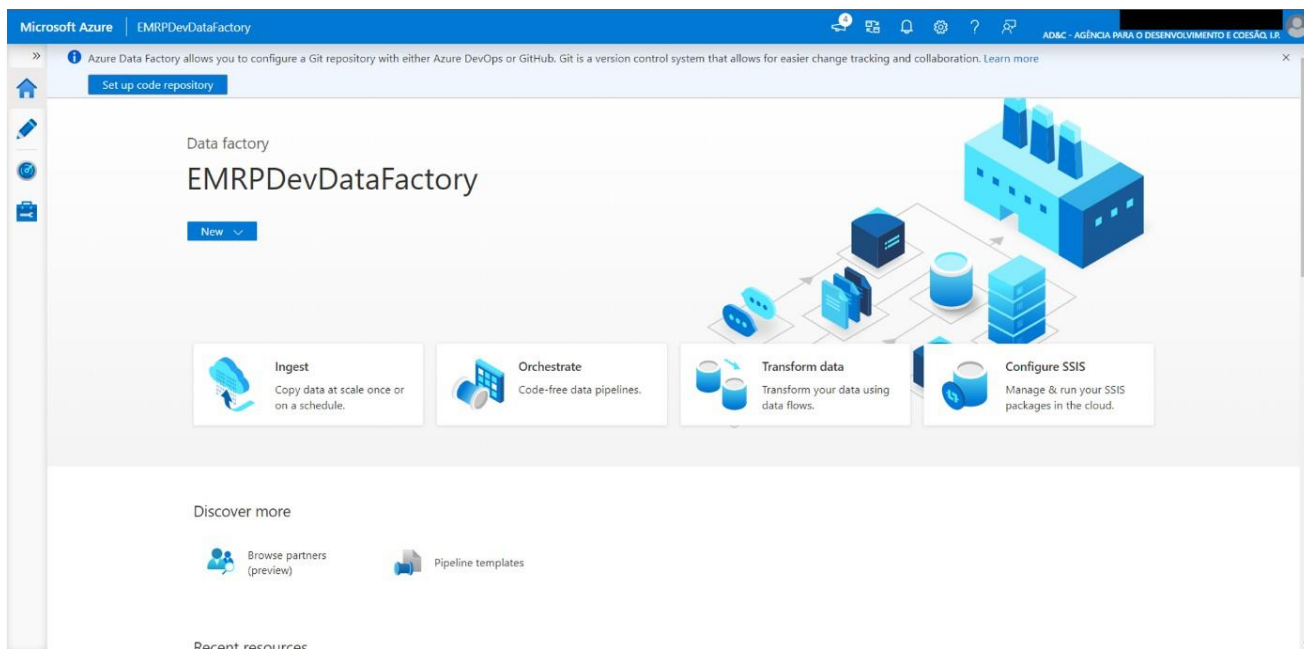 Microsoft Azure
EMRPDevDataFactory
4
AD&C - AGÊNCIA PARA O DESENVOLVIMENTO E COESÃO, I.P.
»
Azure Data Factory allows you to configure a Git repository with either Azure DevOps or GitHub. Git is a version control system that allows for easier change tracking and collaboration. Learn more
Set up code repository
Data factory
EMRPDevDataFactory
New
Ingest
Copy data at scale once or
on a schedule.
Orchestrate
Code-free data pipelines.
Transform data
Transform your data using
data flows.
Configure SSIS
Manage & run your SSIS
packages in the cloud.
Discover more
Browse partners
(preview)
Pipeline templates
Recent resources